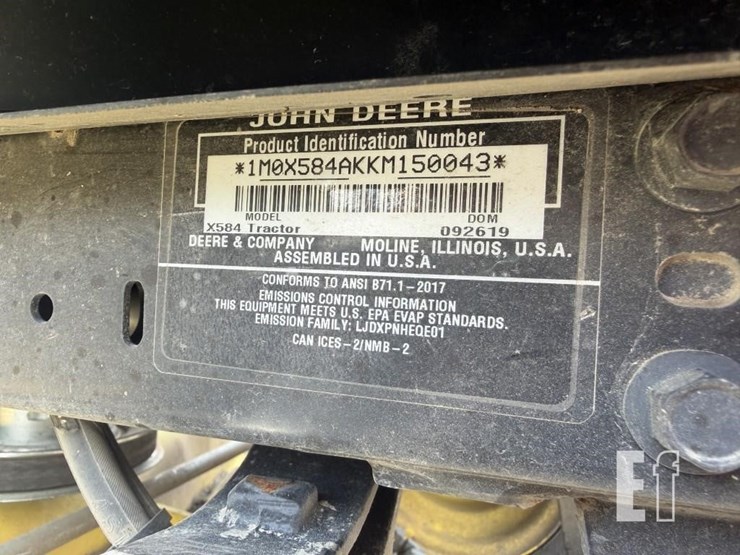 JOHN DEERE
Product Identification Number
*1M0X584AKKM150043*
MODEL DOM
X584 Tractor 092619
DEERE & COMPANY MOLINE, ILLINOIS, U.S.A.
ASSEMBLED IN U.S.A.
CONFORMS TO ANSI B71.1-2017
EMISSIONS CONTROL INFORMATION
THIS EQUIPMENT MEETS U.S. EPA EVAP STANDARDS.
EMISSION FAMILY: LJDXPNHEQE01
CAN ICES-2/NMB-2
Ef